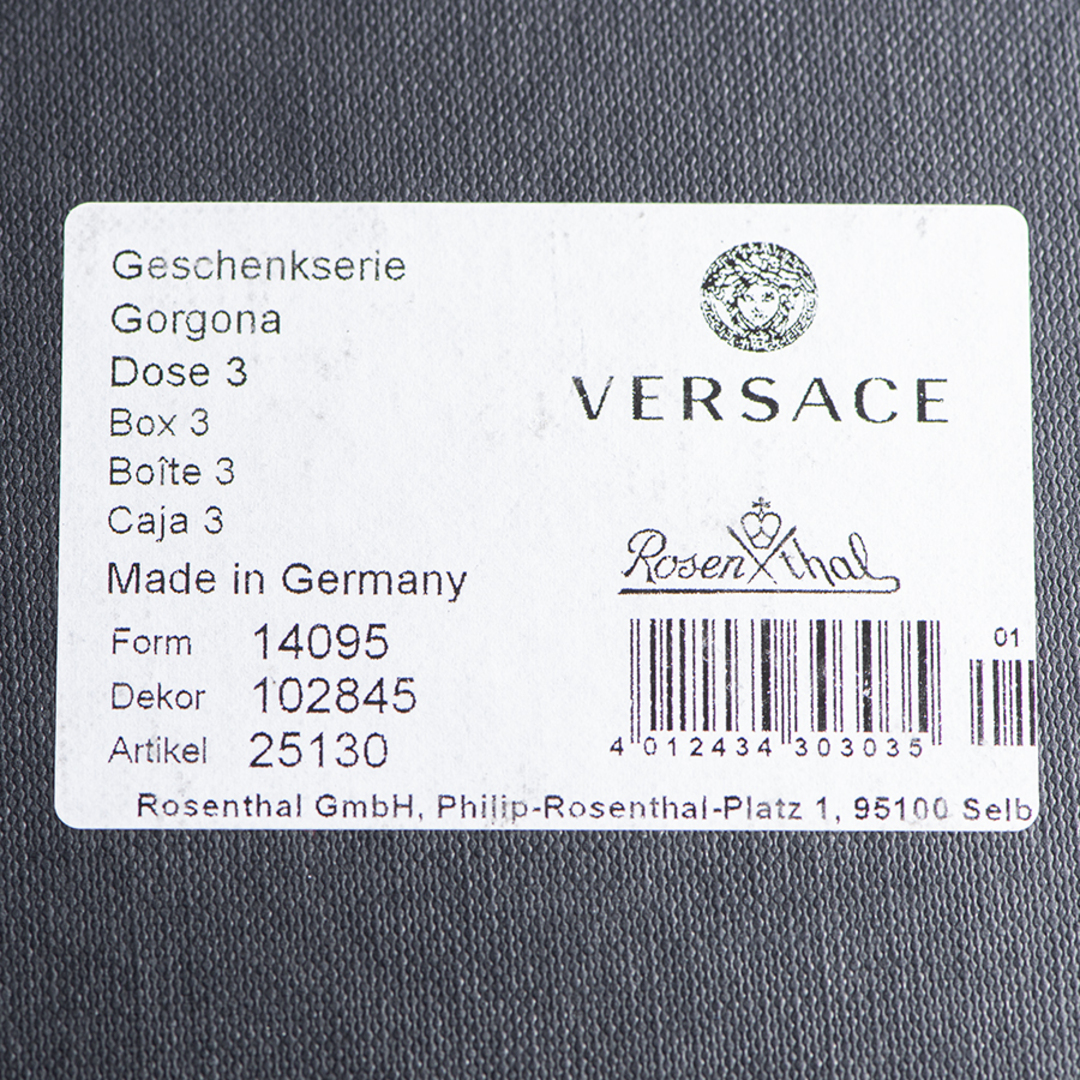 Geschenkserie
Gorgona
Dose 3
Box 3
Boîte 3
Caja 3
Made in Germany
Form 14095
Dekor 102845
Artikel 25130
VERSACE
Rosenthal
01
4 012434 303035
Rosenthal GmbH, Philip-Rosenthal-Platz 1, 95100 Selb